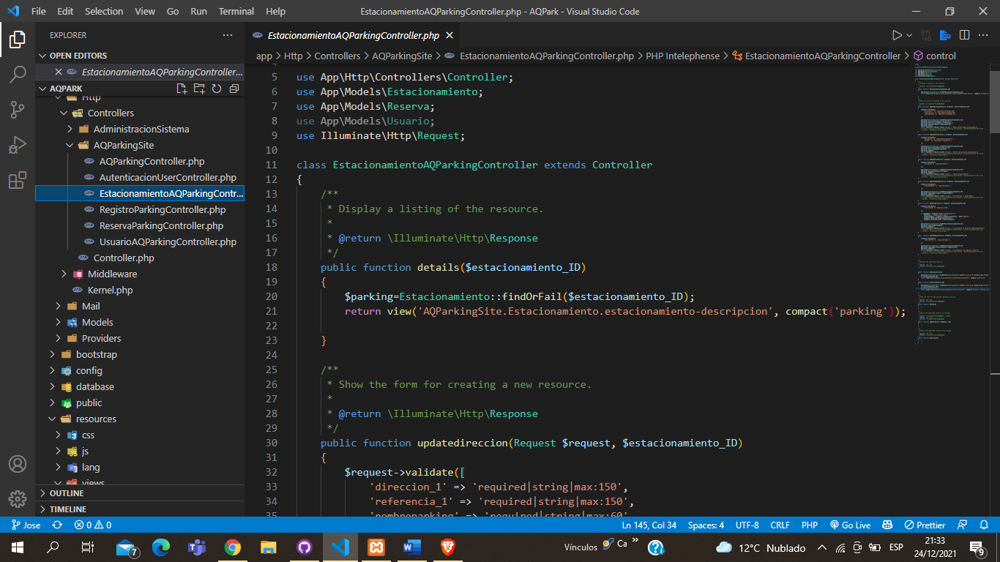 File Edit Selection View Go Run Terminal Help EstacionamientoAQParkingController.php - AQPark - Visual Studio Code
EXPLORER
OPEN EDITORS
EstacionamientoAQParkingController...
AQPARK
Http
Controllers
AdministracionSistema
AQParkingSite
AQParkingController.php
AutenticacionUserController.php
EstacionamientoAQParkingContr...
RegistroParkingController.php
ReservaParkingController.php
UsuarioAQParkingController.php
Controller.php
Middleware
Kernel.php
Mail
Models
Providers
bootstrap
config
database
public
resources
css
js
lang
views
OUTLINE
TIMELINE
EstacionamientoAQParkingController.php
app > Http > Controllers > AQParkingSite > EstacionamientoAQParkingController.php > PHP Intelephense > EstacionamientoAQParkingController > control
5 use App\Http\Controllers\Controller;
6 use App\Models\Estacionamiento;
7 use App\Models\Reserva;
8 use App\Models\Usuario;
9 use Illuminate\Http\Request;
10
11 class EstacionamientoAQParkingController extends Controller
12 {
13 /**
14 * Display a listing of the resource.
15 *
16 * @return \Illuminate\Http\Response
17 */
18 public function details($estacionamiento_ID)
19 {
20 $parking=Estacionamiento::findOrFail($estacionamiento_ID);
21 return view('AQParkingSite.Estacionamiento.estacionamiento-descripcion', compact('parking'));
22
23 }
24
25 /**
26 * Show the form for creating a new resource.
27 *
28 * @return \Illuminate\Http\Response
29 */
30 public function updatedireccion(Request $request, $estacionamiento_ID)
31 {
32 $request->validate([
33 'direccion_1' => 'required|string|max:150',
34 'referencia_1' => 'required|string|max:150',
35 'nombreparking' => 'required|string|max:60'
Jose 0 0 Ln 145, Col 34 Spaces: 4 UTF-8 CRLF PHP Go Live Prettier
7 Vínculos Ca » 12°C Nublado ESP 21:33
24/12/2021 9